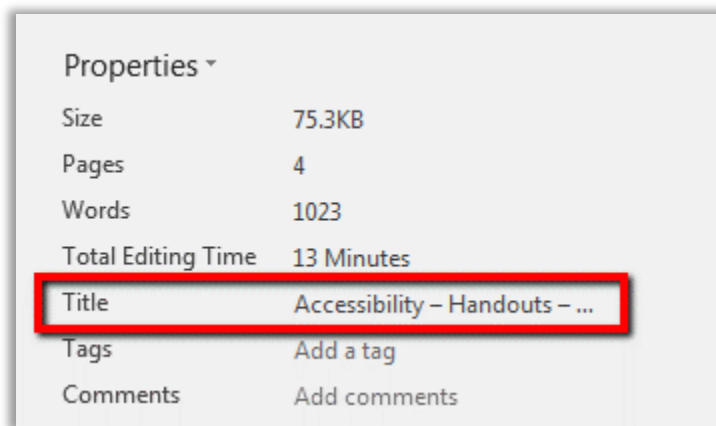 Properties
Size 75.3KB
Pages 4
Words 1023
Total Editing Time 13 Minutes
Title Accessibility – Handouts – ...
Tags Add a tag
Comments Add comments